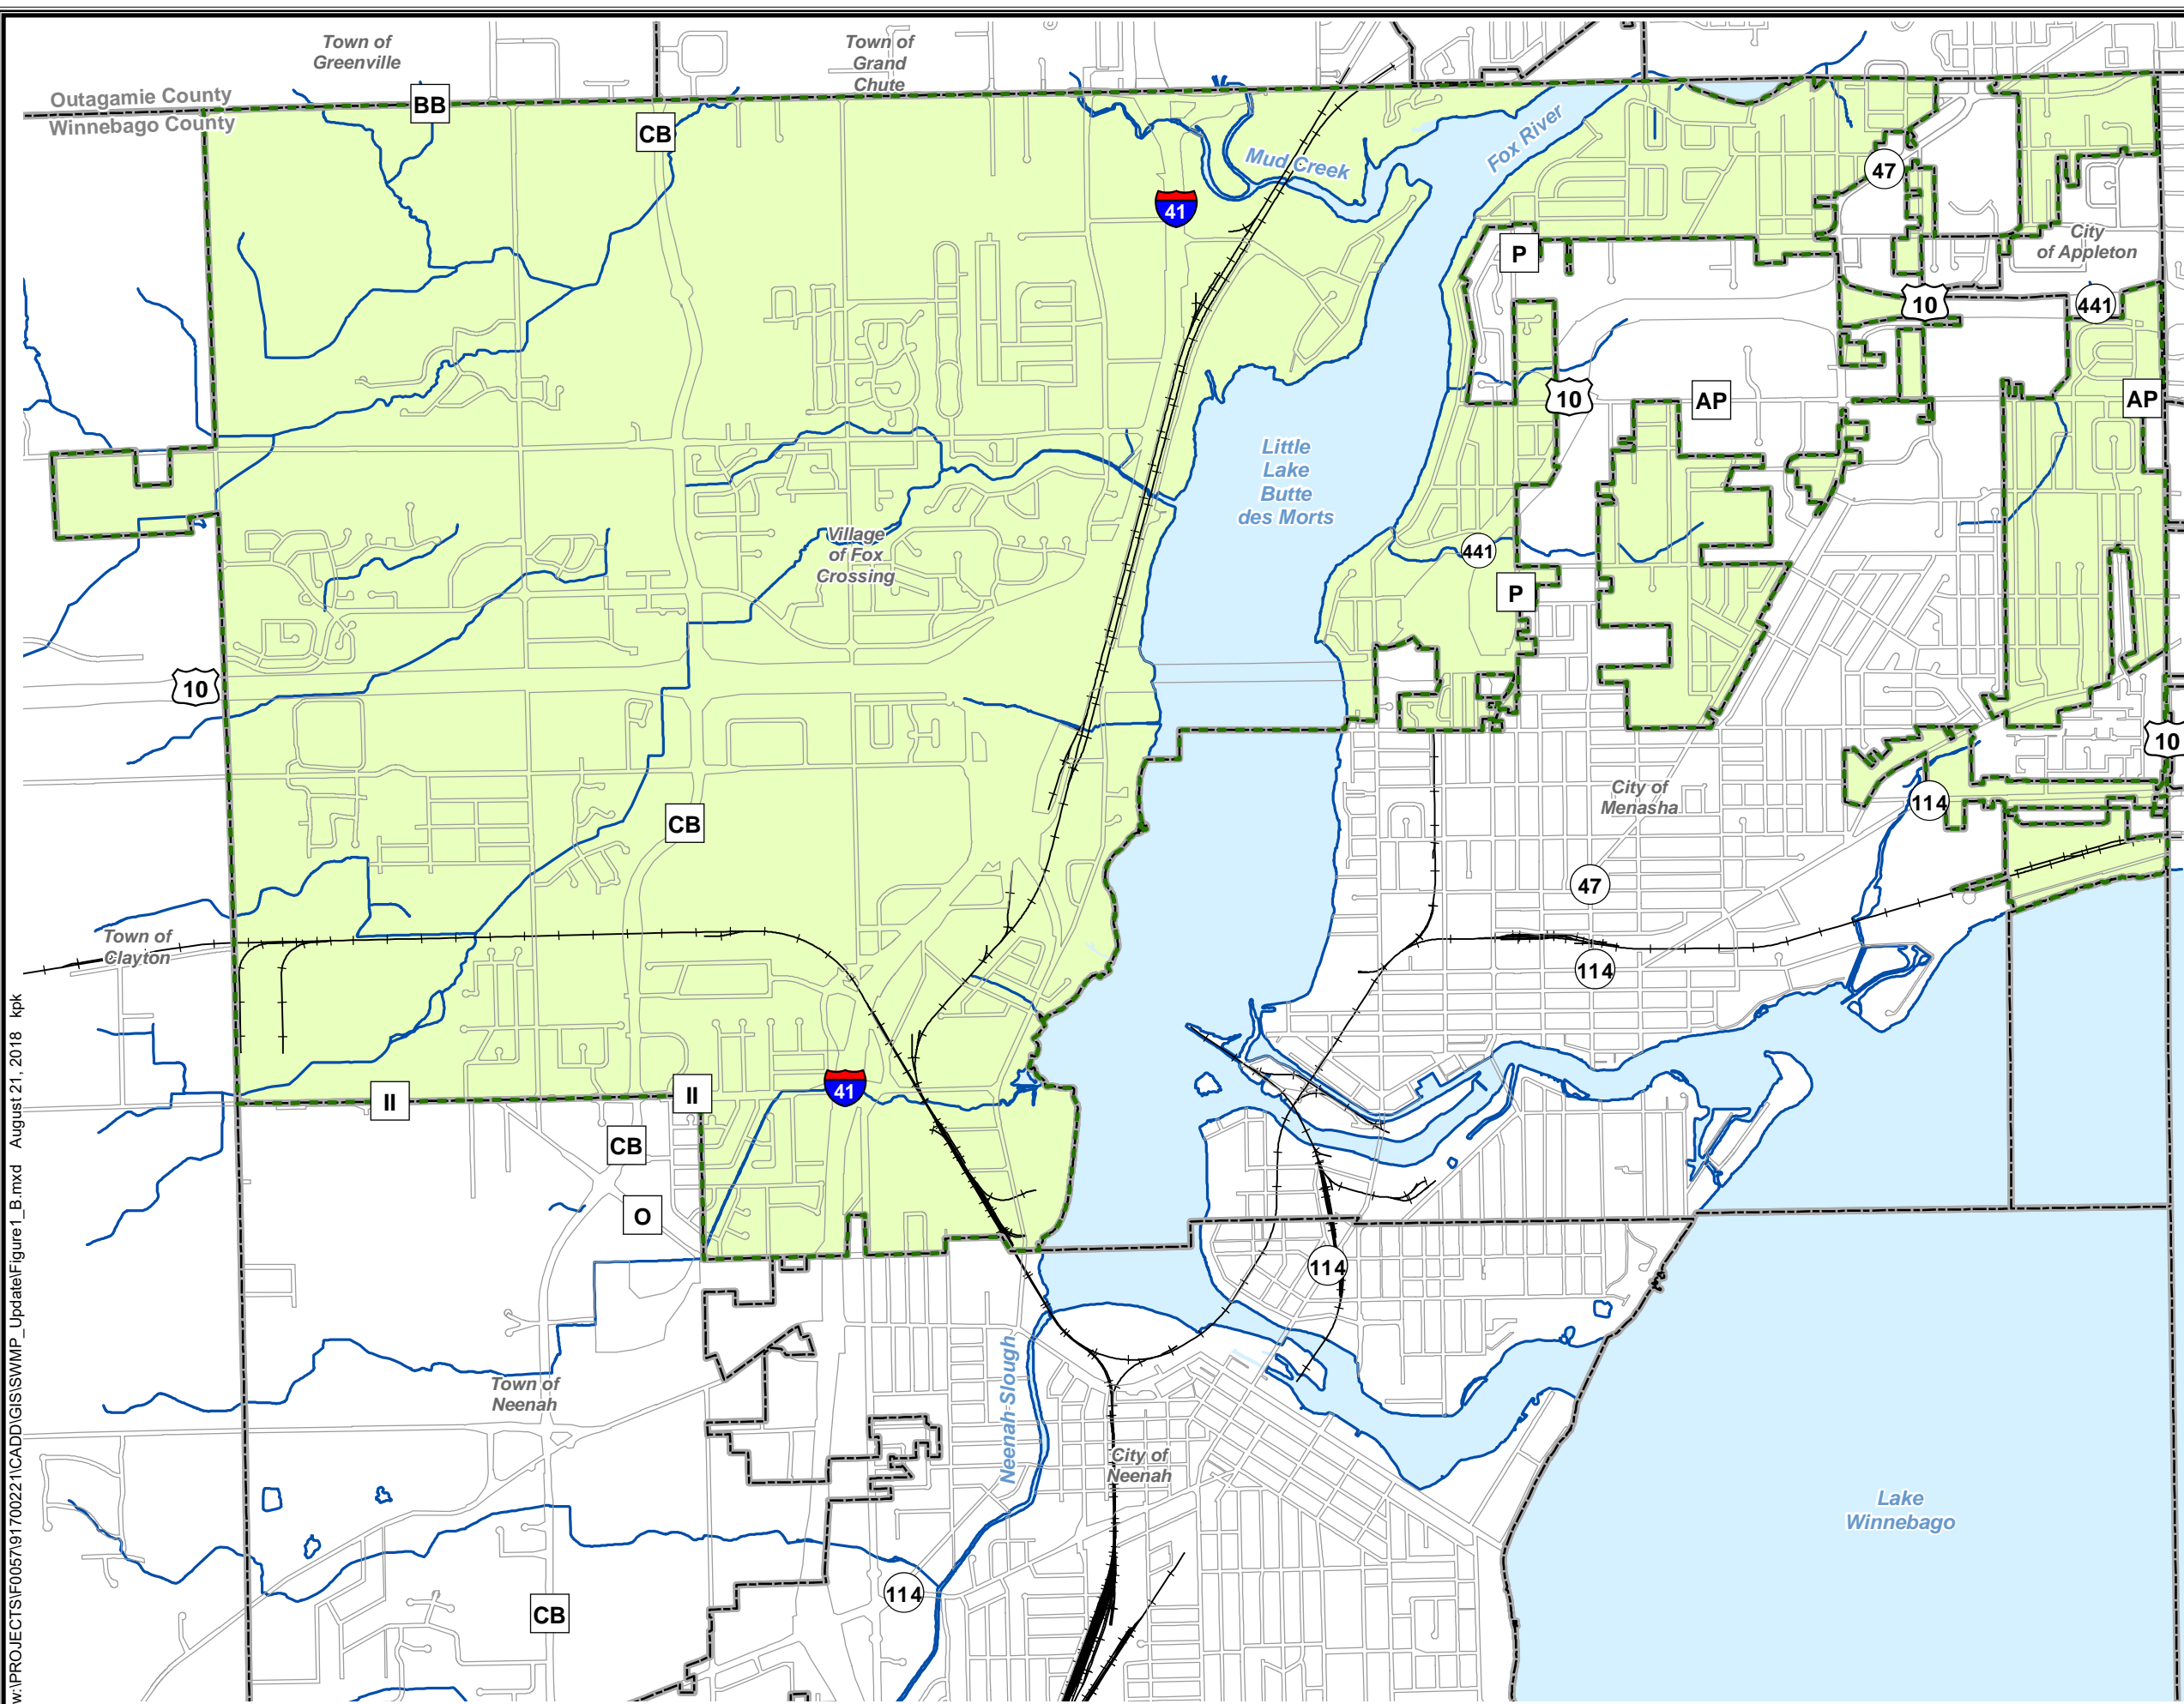 Town of
Greenville
Town of
Grand
Chute
Outagamie County
Winnebago County
BB
CB
41
Mud Creek
Fox River
47
P
City
of Appleton
10
441
10
AP
AP
Little
Lake
Butte
des Morts
Village
of Fox
Crossing
441
P
10
10
City of
Menasha
CB
114
47
Town of
Clayton
114
41
II
II
CB
O
114
Neenah-Slough
Town of
Neenah
City of
Neenah
Lake
Winnebago
114
CB
w:\PROJECTS\F0057\9170221\CADD\GIS\SWMP_Update\Figure1_B.mxd August 21, 2018 kpk